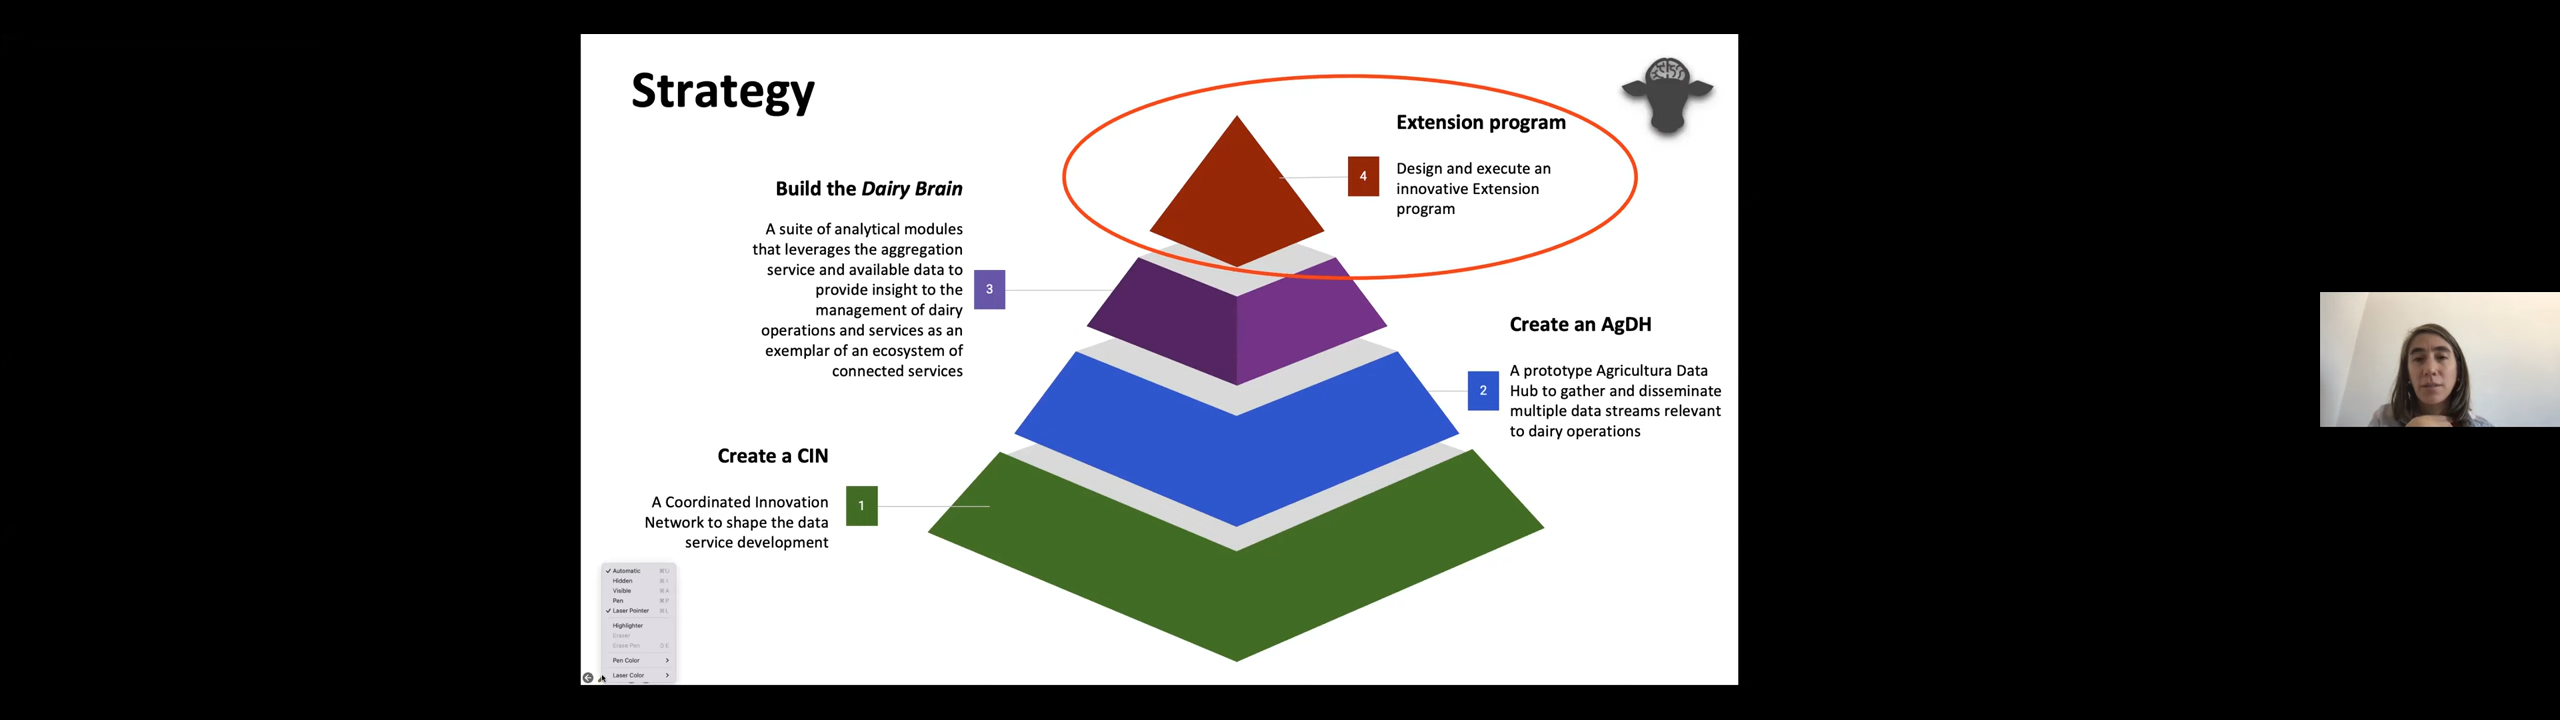 Strategy
Extension program
4
Design and execute an
innovative Extension
program
Build the Dairy Brain
A suite of analytical modules
that leverages the aggregation
service and available data to
provide insight to the
management of dairy
operations and services as an
exemplar of an ecosystem of
connected services
3
Create an AgDH
2
A prototype Agricultura Data
Hub to gather and disseminate
multiple data streams relevant
to dairy operations
Create a CIN
A Coordinated Innovation
Network to shape the data
service development
1
Automatic ⌘U
Hidden ⌘I
Visible ⌘A
Pen ⌘P
Laser Pointer ⌘L
Highlighter
Eraser
Erase Pen
Pen Color
Laser Color